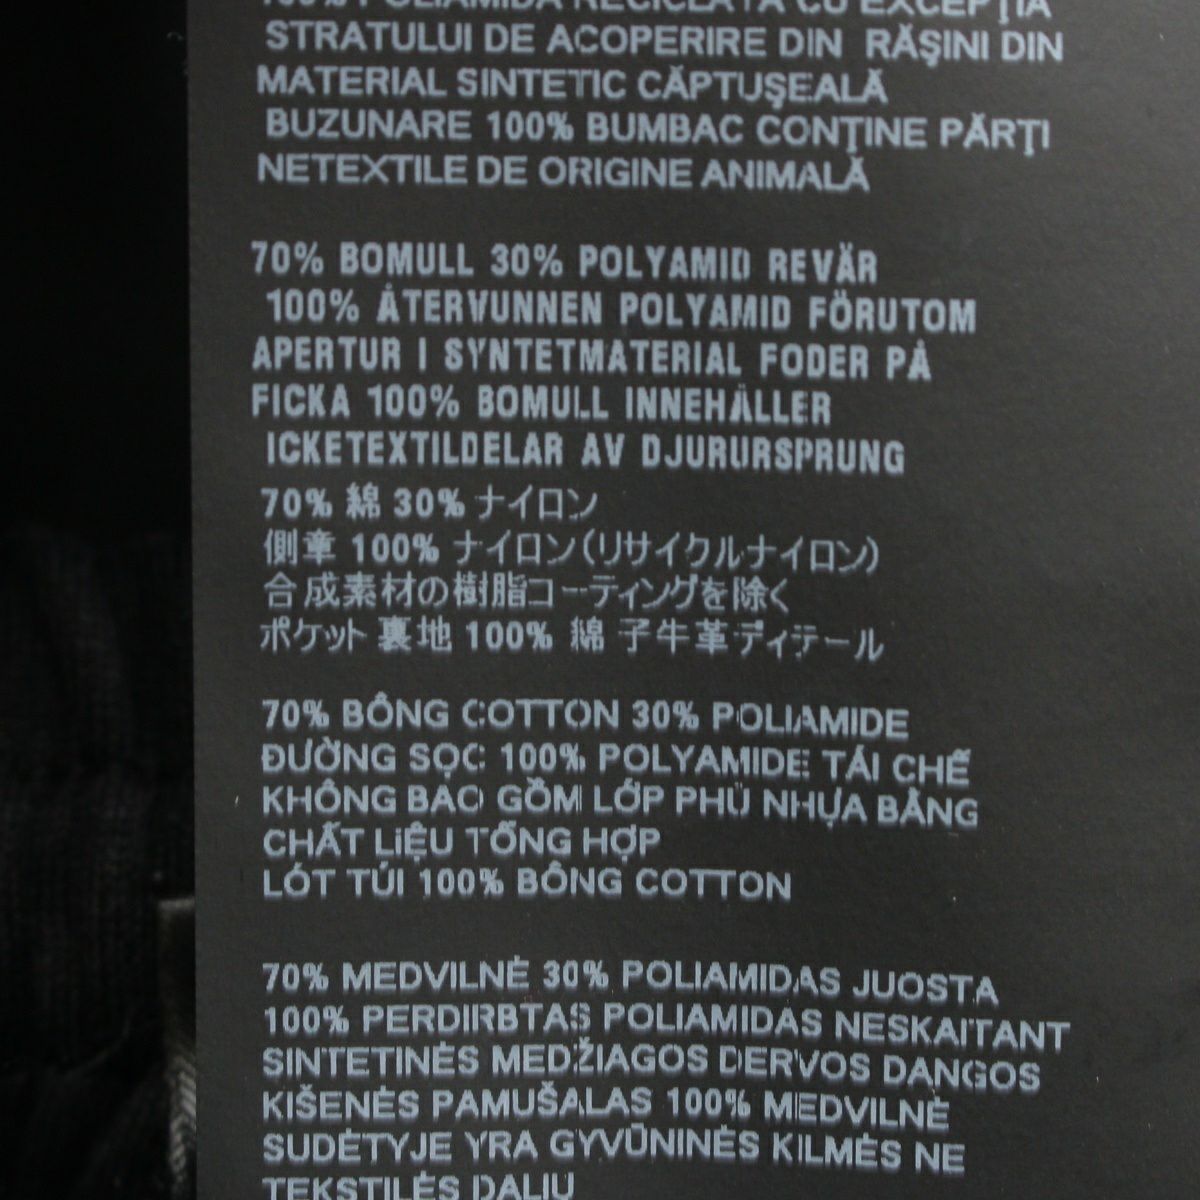 100% POLIAMIDĂ RECICLATĂ CU EXCEPŢIA
STRATULUI DE ACOPERIRE DIN RĂŞINI DIN
MATERIAL SINTETIC CĂPTUŞEALĂ
BUZUNARE 100% BUMBAC CONŢINE PĂRŢI
NETEXTILE DE ORIGINE ANIMALĂ
70% BOMULL 30% POLYAMID REVÄR
100% ÅTERVUNNEN POLYAMID FÖRUTOM
APERTUR I SYNTETMATERIAL FODER PÅ
FICKA 100% BOMULL INNEHÅLLER
ICKETEXTILDELAR AV DJURURSPRUNG
70% 綿 30% ナイロン
側章 100% ナイロン(リサイクルナイロン)
合成素材の樹脂コーティングを除く
ポケット裏地 100% 綿 子牛革ディテール
70% BÔNG COTTON 30% POLIAMIDE
ĐƯỜNG SỌC 100% POLYAMIDE TÁI CHẾ
KHÔNG BAO GỒM LỚP PHỦ NHỰA BẰNG
CHẤT LIỆU TỔNG HỢP
LÓT TÚI 100% BÔNG COTTON
70% MEDVILNĖ 30% POLIAMIDAS JUOSTA
100% PERDIRBTAS POLIAMIDAS NESKAITANT
SINTETINĖS MEDŽIAGOS DERVOS DANGOS
KIŠENĖS PAMUŠALAS 100% MEDVILNĖ
SUDĖTYJE YRA GYVŪNINĖS KILMĖS NE
TEKSTILĖS DALIŲ